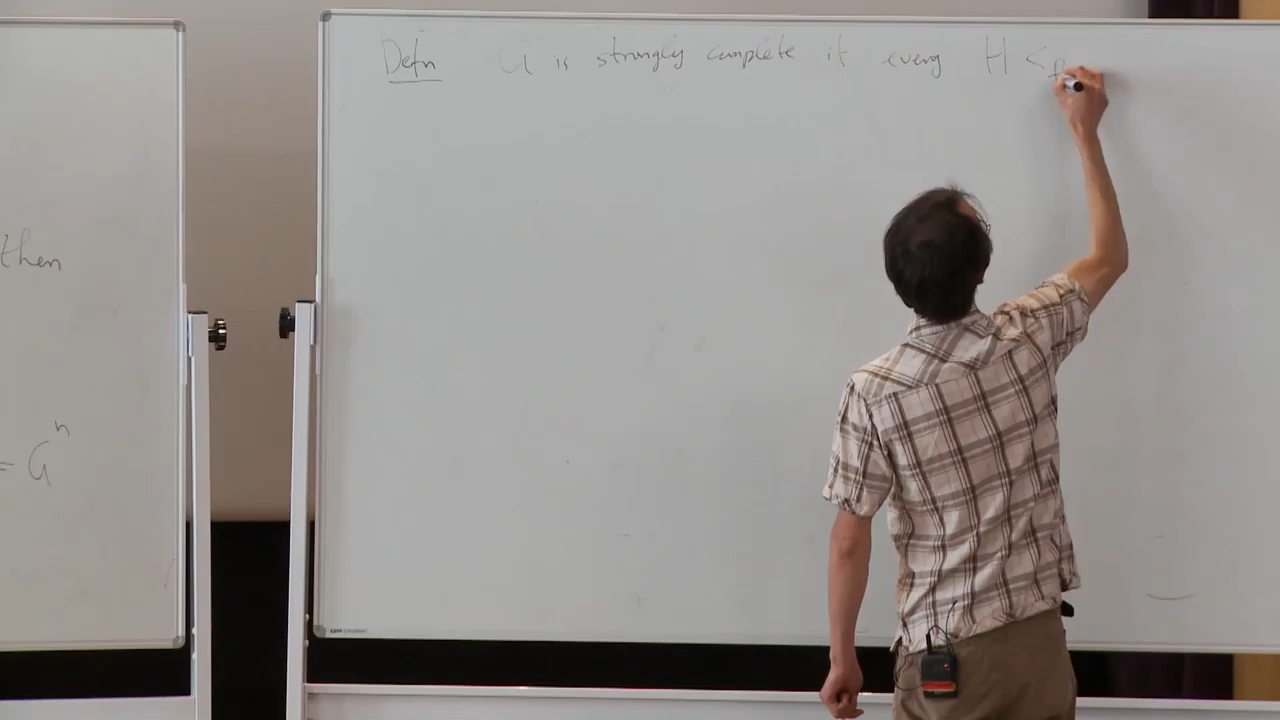 then
= G^n
Defn G is strongly complete if every H <